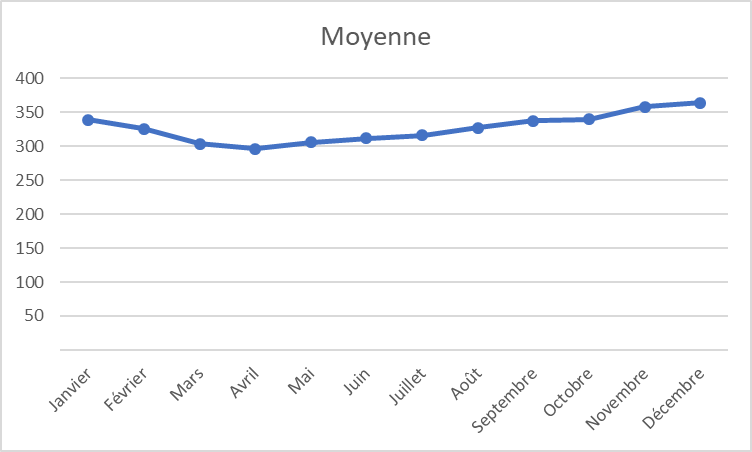 Moyenne
400
350
300
250
200
150
100
50
Janvier
Février
Mars
Avril
Mai
Juin
Juillet
Août
Septembre
Octobre
Novembre
Décembre